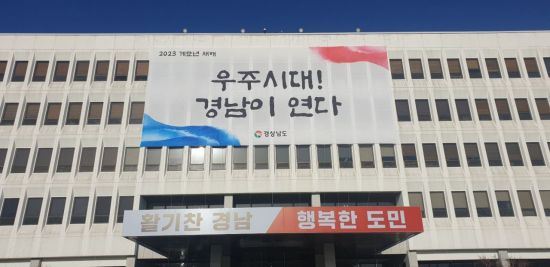 2023 계묘년 새해
우주시대!
경남이 연다
경상남도
활기찬 경남 행복한 도민